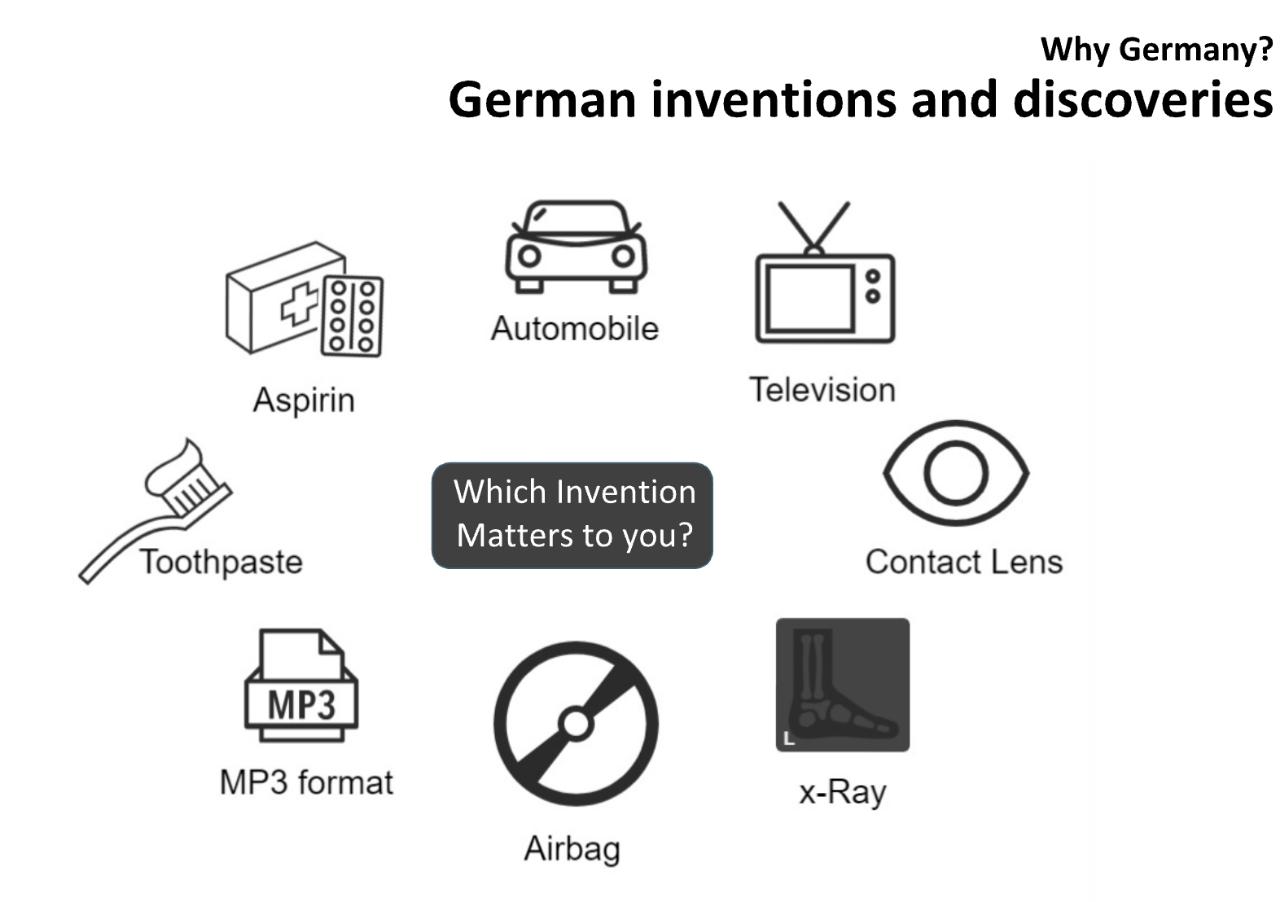 Why Germany?
German inventions and discoveries
Automobile
Television
Aspirin
Which Invention
Matters to you?
Toothpaste
Contact Lens
MP3
MP3 format
L
x-Ray
Airbag